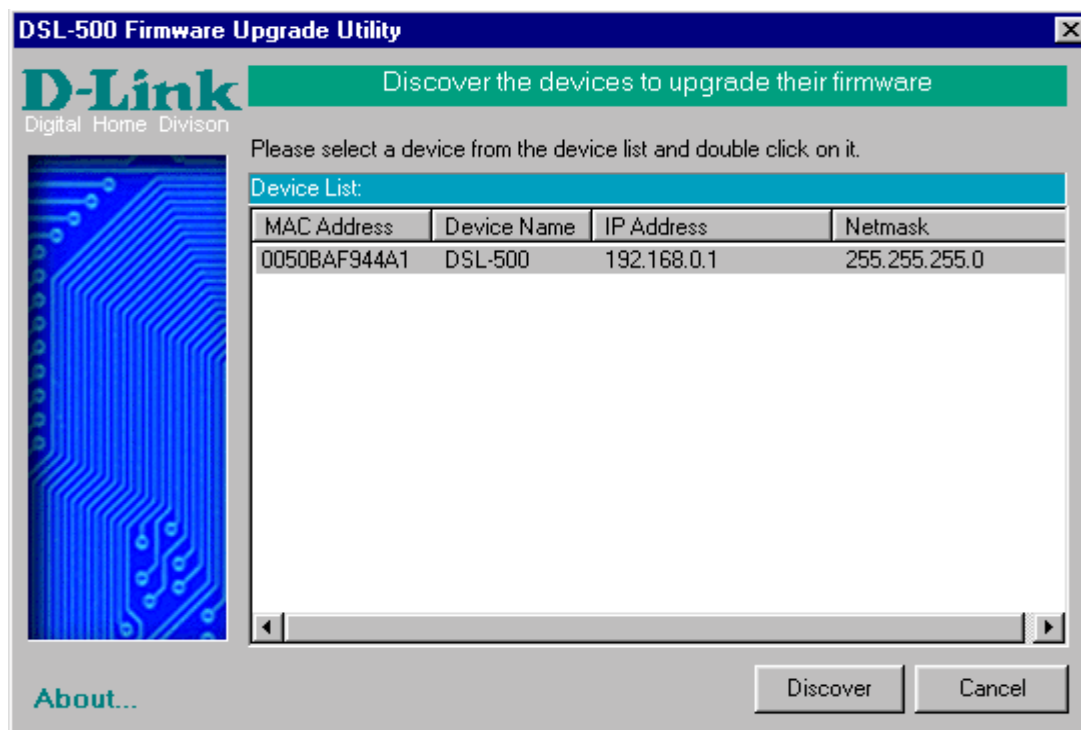 DSL-500 Firmware Upgrade Utility
D-Link
Digital Home Divison
Discover the devices to upgrade their firmware
Please select a device from the device list and double click on it.
Device List:
MAC Address Device Name IP Address Netmask
0050BAF944A1 DSL-500 192.168.0.1 255.255.255.0
About...
Discover Cancel